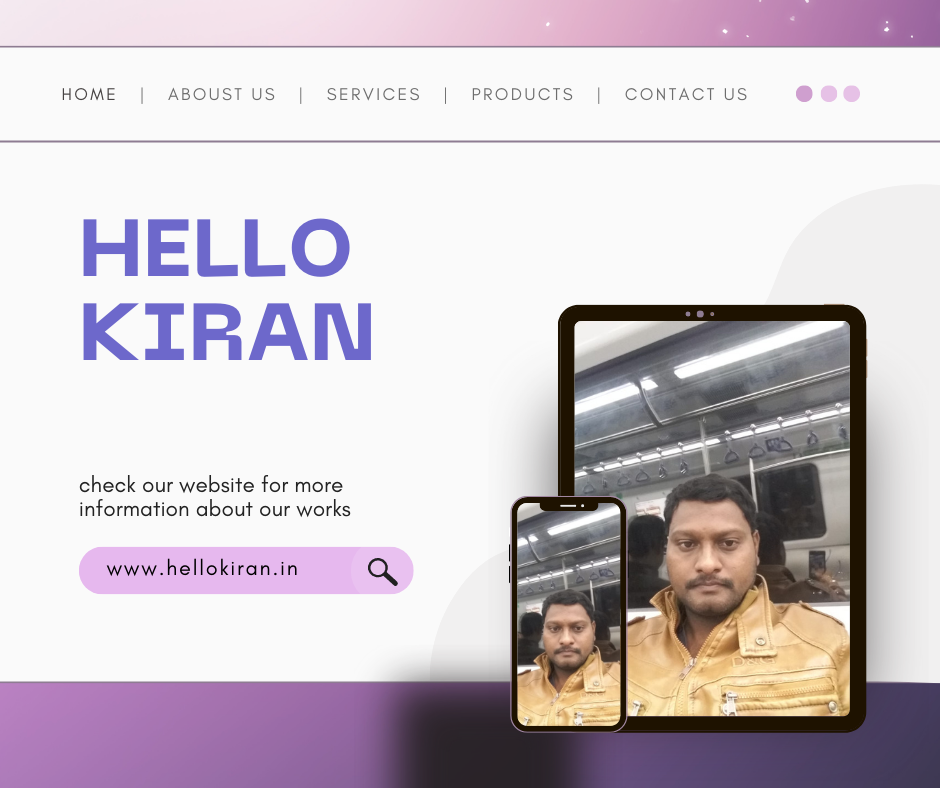 HOME | ABOUST US | SERVICES | PRODUCTS | CONTACT US
HELLO
KIRAN
check our website for more
information about our works
www.hellokiran.in
D&G